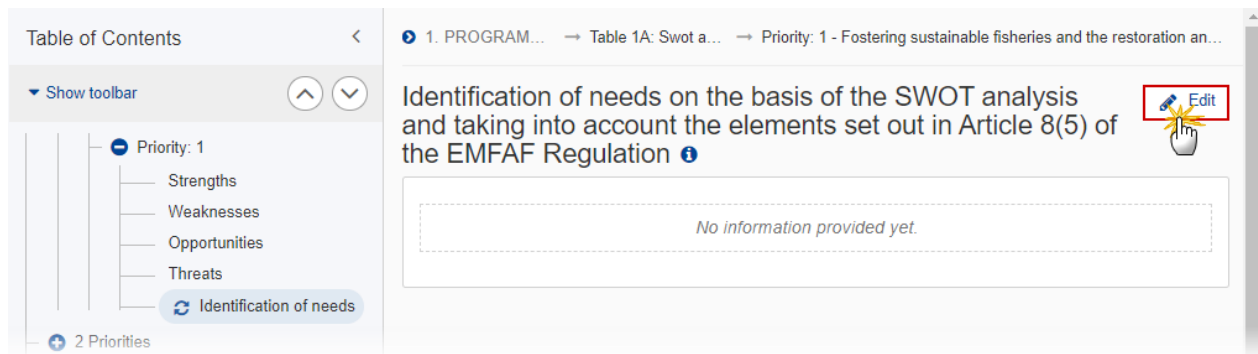 Table of Contents
Show toolbar
Priority: 1
Strengths
Weaknesses
Opportunities
Threats
Identification of needs
2 Priorities
1. PROGRAM... → Table 1A: Swot a... → Priority: 1 - Fostering sustainable fisheries and the restoration an...
Identification of needs on the basis of the SWOT analysis
and taking into account the elements set out in Article 8(5) of
the EMFAF Regulation
Edit
No information provided yet.